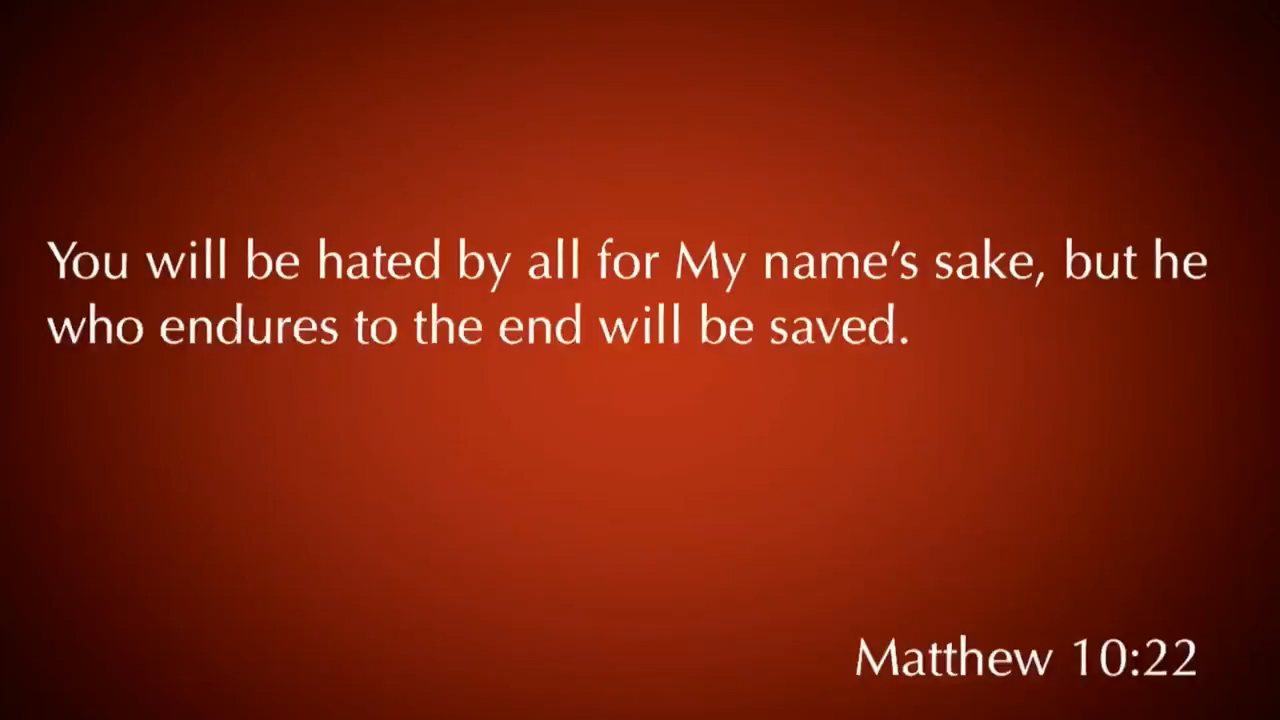 You will be hated by all for My name’s sake, but he
who endures to the end will be saved.
Matthew 10:22